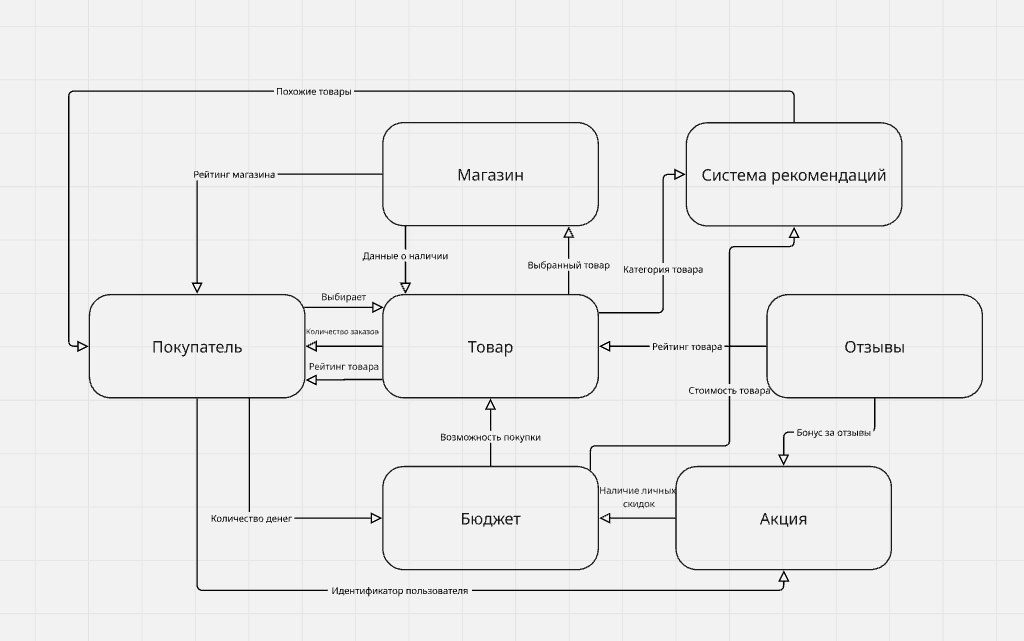 Похожие товары
Магазин
Система рекомендаций
Рейтинг магазина
Данные о наличии
Выбранный товар
Категория товара
Выбирает
Количество заказов
Покупатель
Товар
Рейтинг товара
Отзывы
Рейтинг товара
Стоимость товара
Возможность покупки
Бонус за отзывы
Наличие личных
скидок
Количество денег
Бюджет
Акция
Идентификатор пользователя